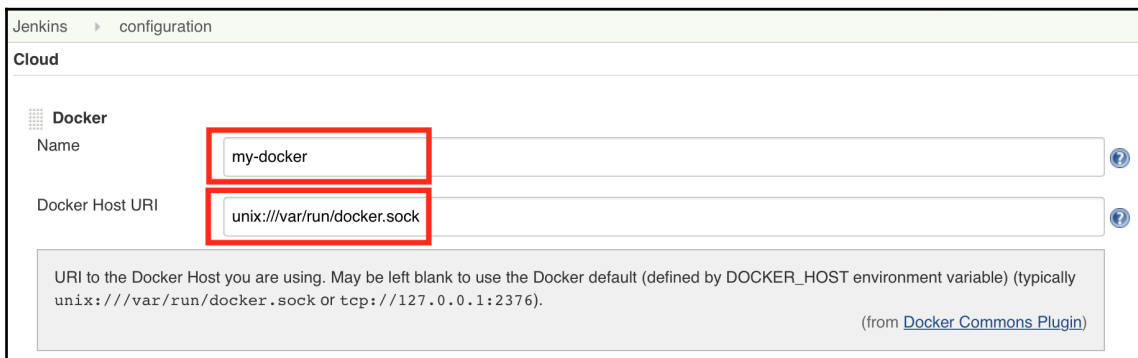 Jenkins configuration
Cloud
Docker
Name
my-docker
Docker Host URI
unix:///var/run/docker.sock
URI to the Docker Host you are using. May be left blank to use the Docker default (defined by DOCKER_HOST environment variable) (typically
unix:///var/run/docker.sock or tcp://127.0.0.1:2376).
(from Docker Commons Plugin)